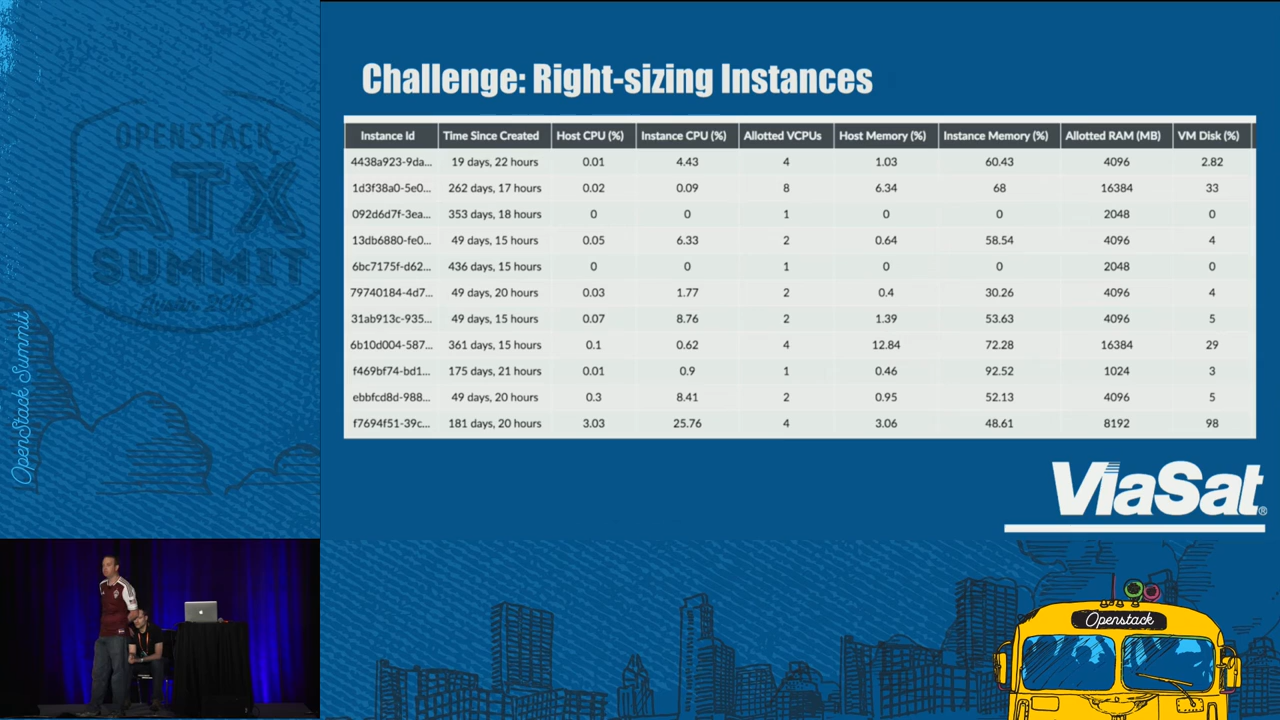 OPENSTACK
ATX
SUMMIT
Austin 2016
OpenStack Summit
Challenge: Right-sizing Instances
Instance Id Time Since Created Host CPU (%) Instance CPU (%) Allotted VCPUs Host Memory (%) Instance Memory (%) Allotted RAM (MB) VM Disk (%)
4438a923-9da... 19 days, 22 hours 0.01 4.43 4 1.03 60.43 4096 2.82
1d3f38a0-5e0... 262 days, 17 hours 0.02 0.09 8 6.34 68 16384 33
092d6d7f-3ea... 353 days, 18 hours 0 0 1 0 0 2048 0
13db6880-fe0... 49 days, 15 hours 0.05 6.33 2 0.64 58.54 4096 4
6bc7175f-d62... 436 days, 15 hours 0 0 1 0 0 2048 0
79740184-4d7... 49 days, 20 hours 0.03 1.77 2 0.4 30.26 4096 4
31ab913c-935... 49 days, 15 hours 0.07 8.76 2 1.39 53.63 4096 5
6b10d004-587... 361 days, 15 hours 0.1 0.62 4 12.84 72.28 16384 29
f469bf74-bd1... 175 days, 21 hours 0.01 0.9 1 0.46 92.52 1024 3
ebbfcd8d-988... 49 days, 20 hours 0.3 8.41 2 0.95 52.13 4096 5
f7694f51-39c... 181 days, 20 hours 3.03 25.76 4 3.06 48.61 8192 98
ViaSat®
Openstack